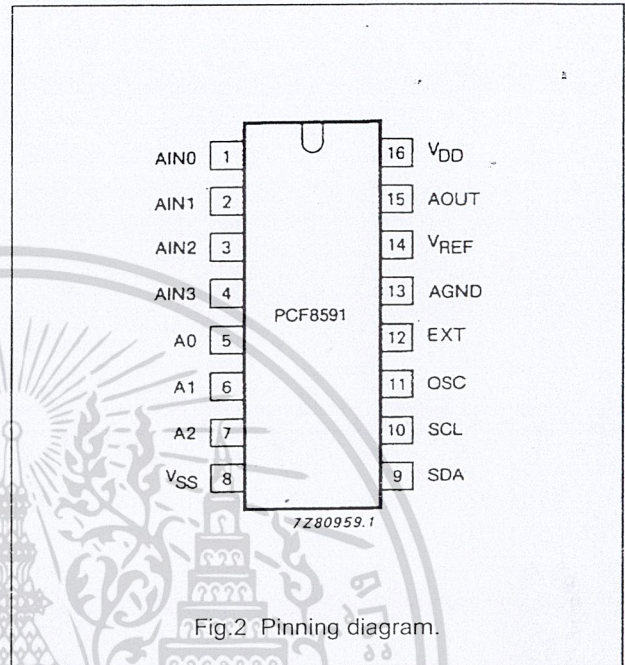 AIN0 1
AIN1 2
AIN2 3
AIN3 4
A0 5
A1 6
A2 7
VSS 8
PCF8591
16 VDD
15 AOUT
14 VREF
13 AGND
12 EXT
11 OSC
10 SCL
9 SDA
7Z80959.1
Fig.2 Pinning diagram.